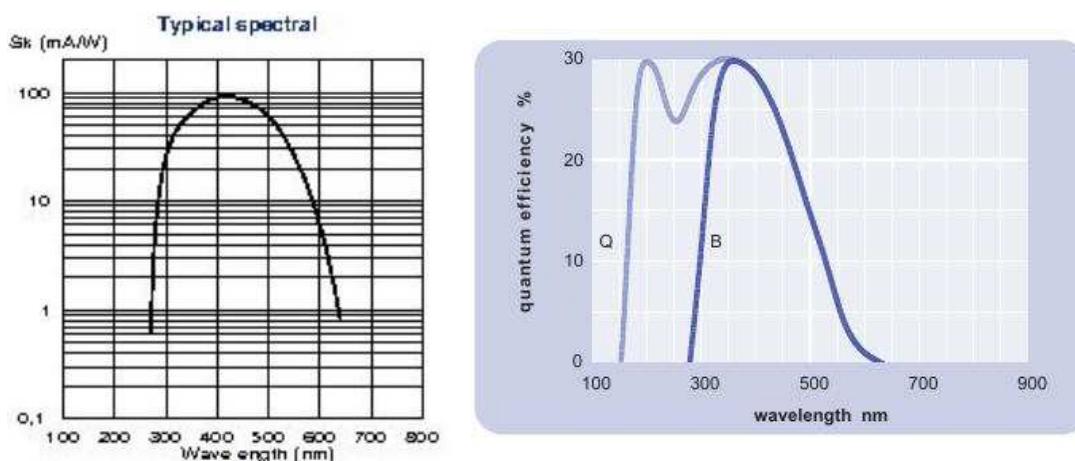 Typical spectral
Sk (mA/W)
100
10
1
0,1
100 200 300 400 500 600 700 800
Wave ength (nm)
30
20
10
0
quantum efficiency %
Q
B
100 300 500 700 900
wavelength nm